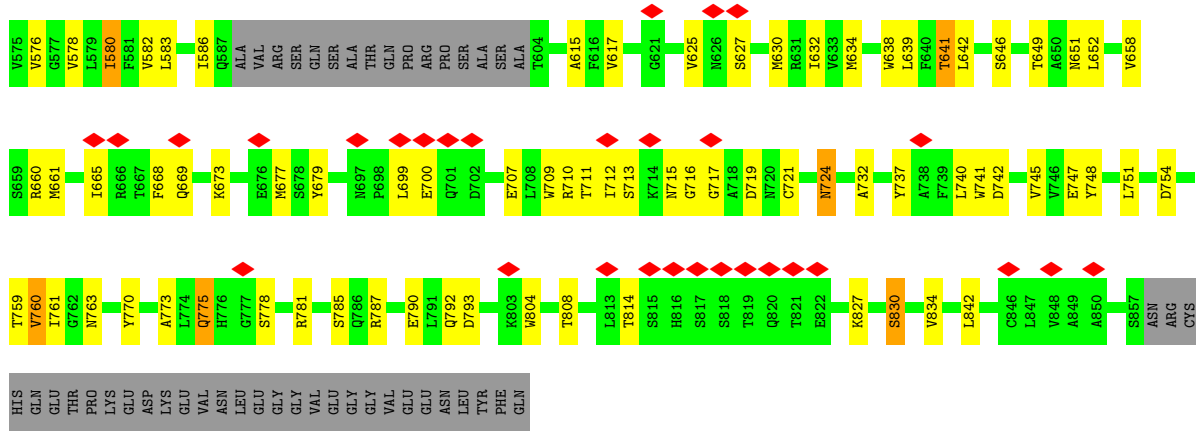 V575 V576 G577 V578 L579 I580 F581 V582 L583 I586 Q587 ALA VAL ARG SER GLN SER ALA THR GLN PRO ARG PRO SER ALA SER ALA T604 A615 F616 V617 G621 V625 N626 S627 M630 R631 I632 V633 M634 W638 L639 F640 T641 L642 S646 T649 A650 N651 L652 V658
S659 R660 M661 I665 R666 T667 F668 Q669 K673 E676 M677 S678 Y679 N697 P698 L699 E700 Q701 D702 E707 L708 W709 R710 T711 I712 S713 K714 N715 G716 G717 A718 D719 N720 C721 N724 A732 Y737 A738 F739 L740 W741 D742 V745 V746 E747 Y748 L751 D754
T759 V760 I761 G762 N763 Y770 A773 L774 Q775 H776 G777 S778 R781 S785 Q786 R787 E790 L791 Q792 D793 K803 W804 T808 L813 T814 S815 H816 S817 S818 T819 Q820 T821 E822 K827 S830 V834 L842 C846 L847 V848 A849 A850 S857 ASN ARG CYS
HIS GLN GLU THR PRO LYS GLU ASP LYS GLU VAL ASN LEU GLU GLY GLY VAL GLU GLY GLY VAL GLU GLU ASN LEU TYR PHE GLN